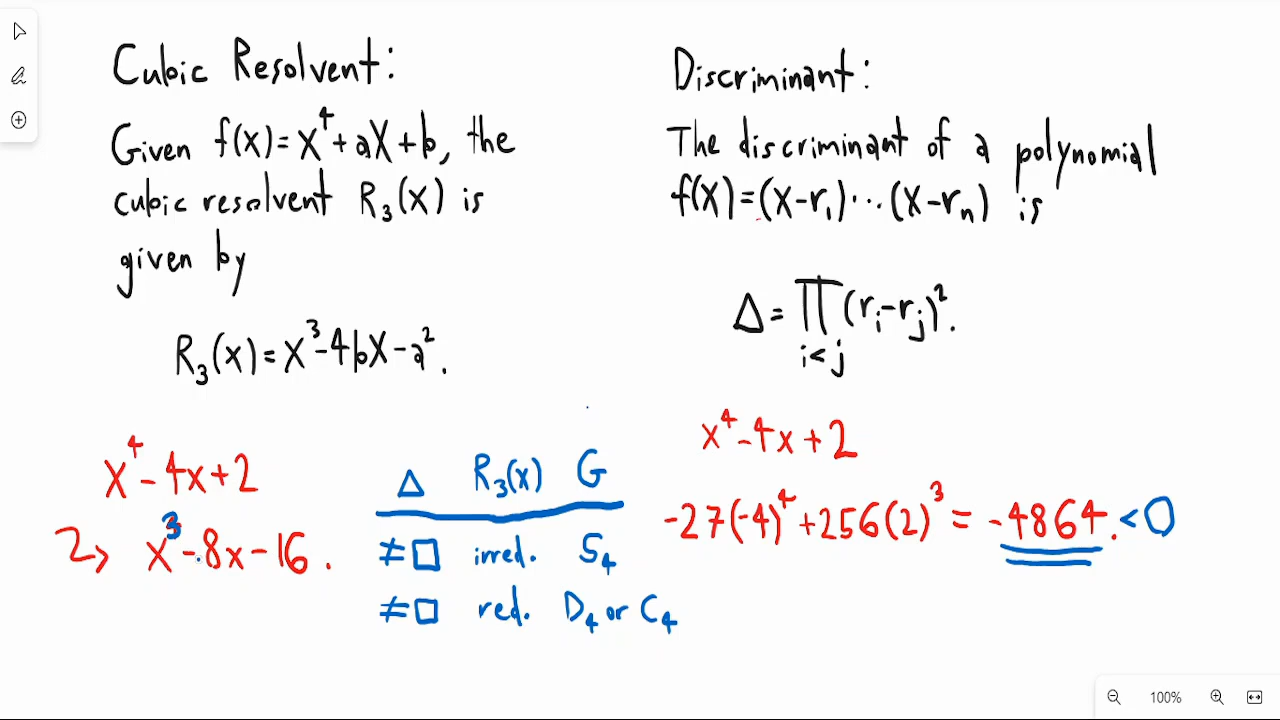 Cubic Resolvent:
Given f(x)=x⁴+ax+b, the
cubic resolvent R₃(x) is
given by
R₃(x)=x³-4bx-a².
x⁴-4x+2
2> x³-8x-16.
Discriminant:
The discriminant of a polynomial
f(x)=(x-r₁)⋯(x-rₙ) is
Δ=∏(rᵢ-rⱼ)².
i<j
Δ R₃(x) G
≠□ irred. S₄
≠□ red. D₄ or C₄
x⁴-4x+2
-27(-4)⁴+256(2)³=-4864.<0
100%